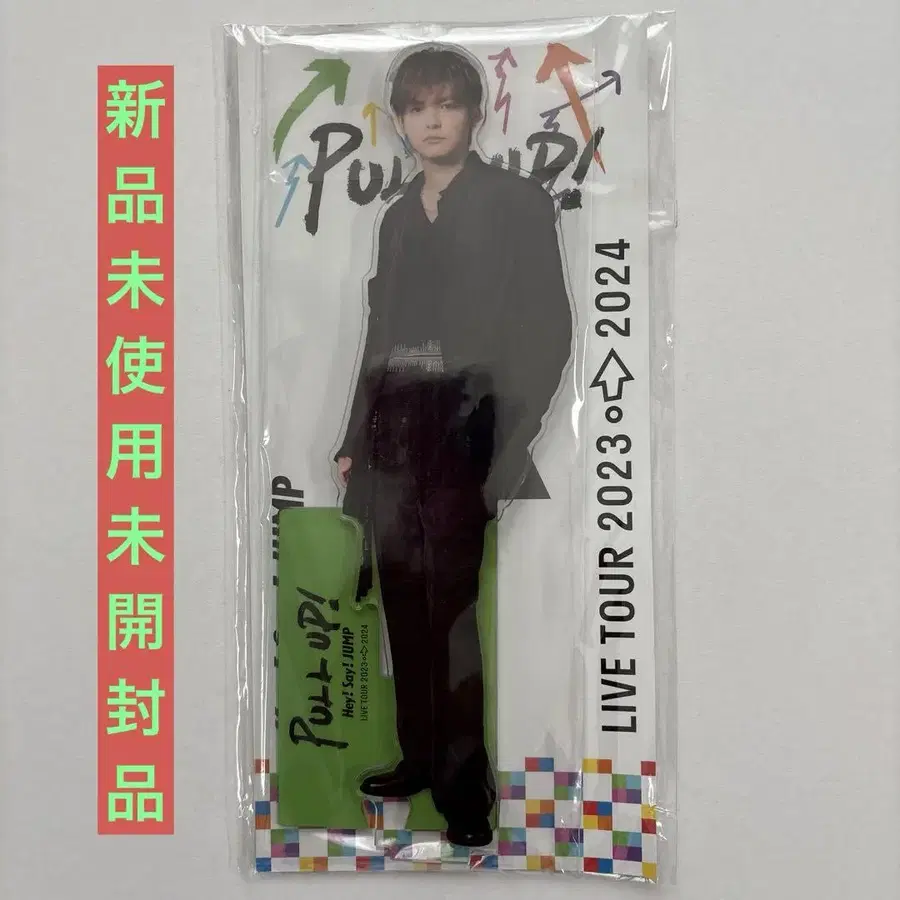 新品未使用未開封品
PULL UP!
LIVE TOUR 2023 2024
JUMP
PULL UP!
Hey! Say! JUMP
LIVE TOUR 2023 2024